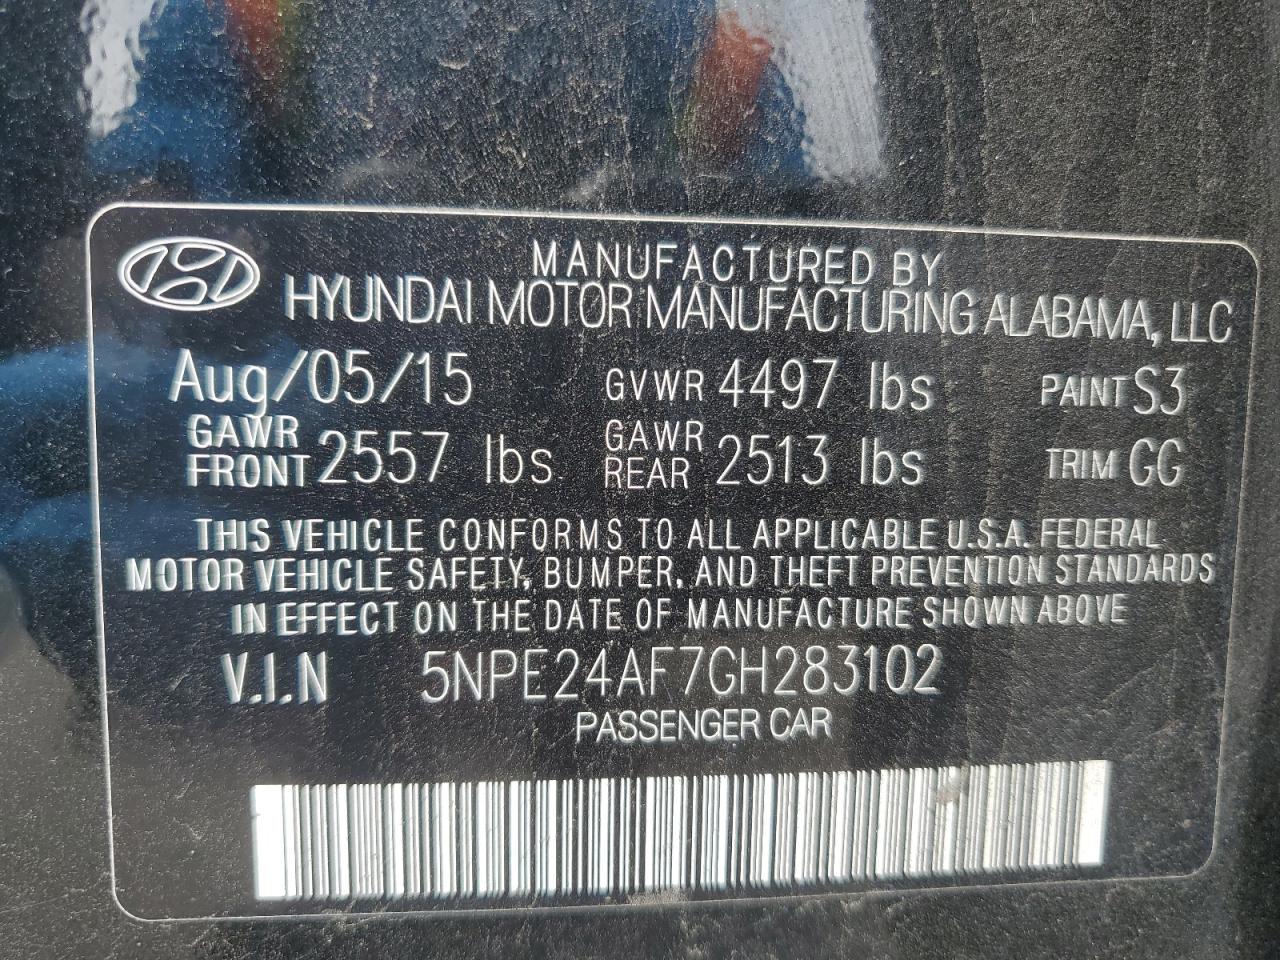 MANUFACTURED BY
HYUNDAI MOTOR MANUFACTURING ALABAMA, LLC
Aug/05/15 GVWR 4497 lbs PAINT S3
GAWR FRONT 2557 lbs GAWR REAR 2513 lbs TRIM GG
THIS VEHICLE CONFORMS TO ALL APPLICABLE U.S.A. FEDERAL
MOTOR VEHICLE SAFETY, BUMPER, AND THEFT PREVENTION STANDARDS
IN EFFECT ON THE DATE OF MANUFACTURE SHOWN ABOVE
V.I.N 5NPE24AF7GH283102
PASSENGER CAR